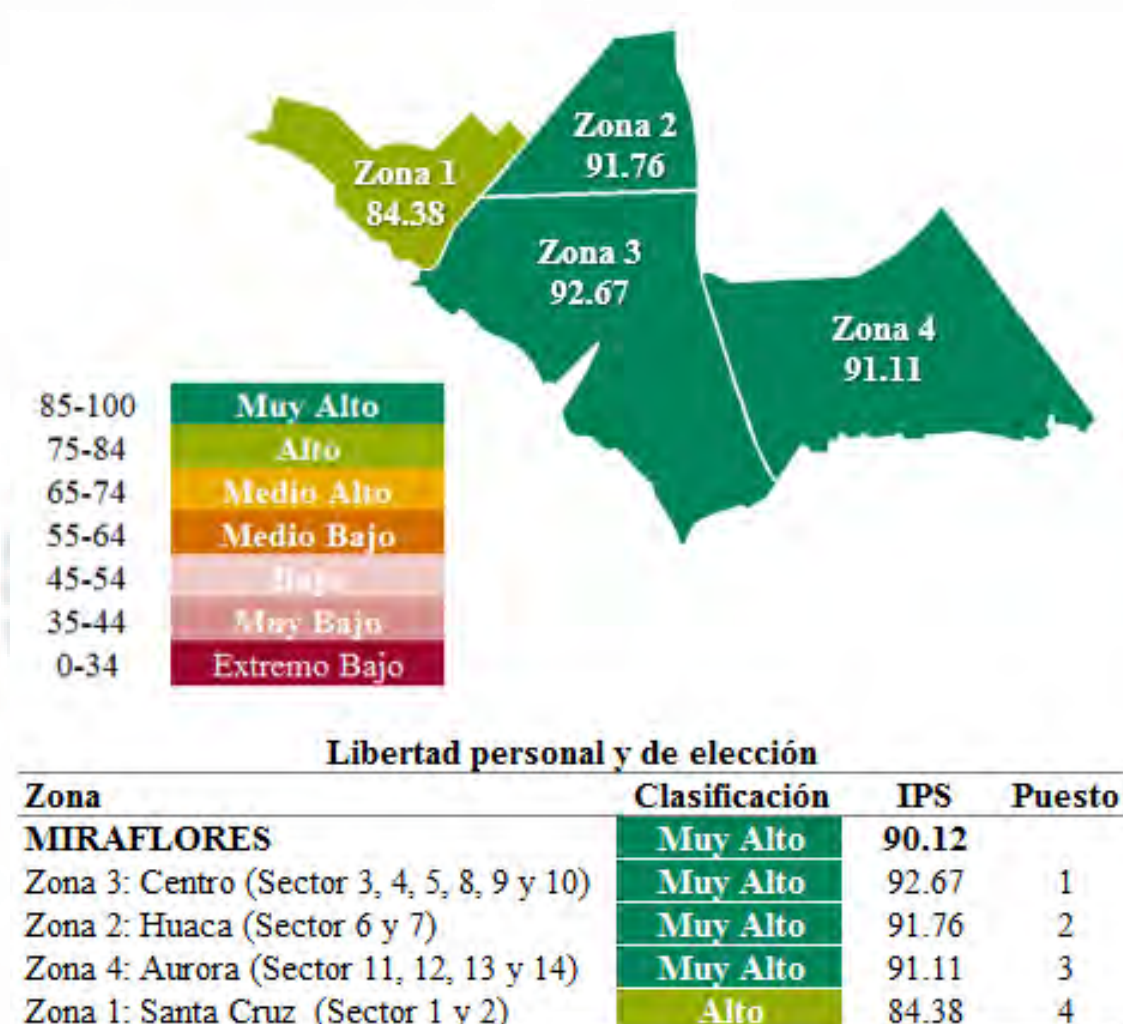 Zona 2
91.76
Zona 1
84.38
Zona 3
92.67
Zona 4
91.11
85-100 Muy Alto
75-84 Alto
65-74 Medio Alto
55-64 Medio Bajo
45-54 Bajo
35-44 Muy Bajo
0-34 Extremo Bajo
Libertad personal y de elección
Zona Clasificación IPS Puesto
MIRAFLORES Muy Alto 90.12
Zona 3: Centro (Sector 3, 4, 5, 8, 9 y 10) Muy Alto 92.67 1
Zona 2: Huaca (Sector 6 y 7) Muy Alto 91.76 2
Zona 4: Aurora (Sector 11, 12, 13 y 14) Muy Alto 91.11 3
Zona 1: Santa Cruz (Sector 1 y 2) Alto 84.38 4